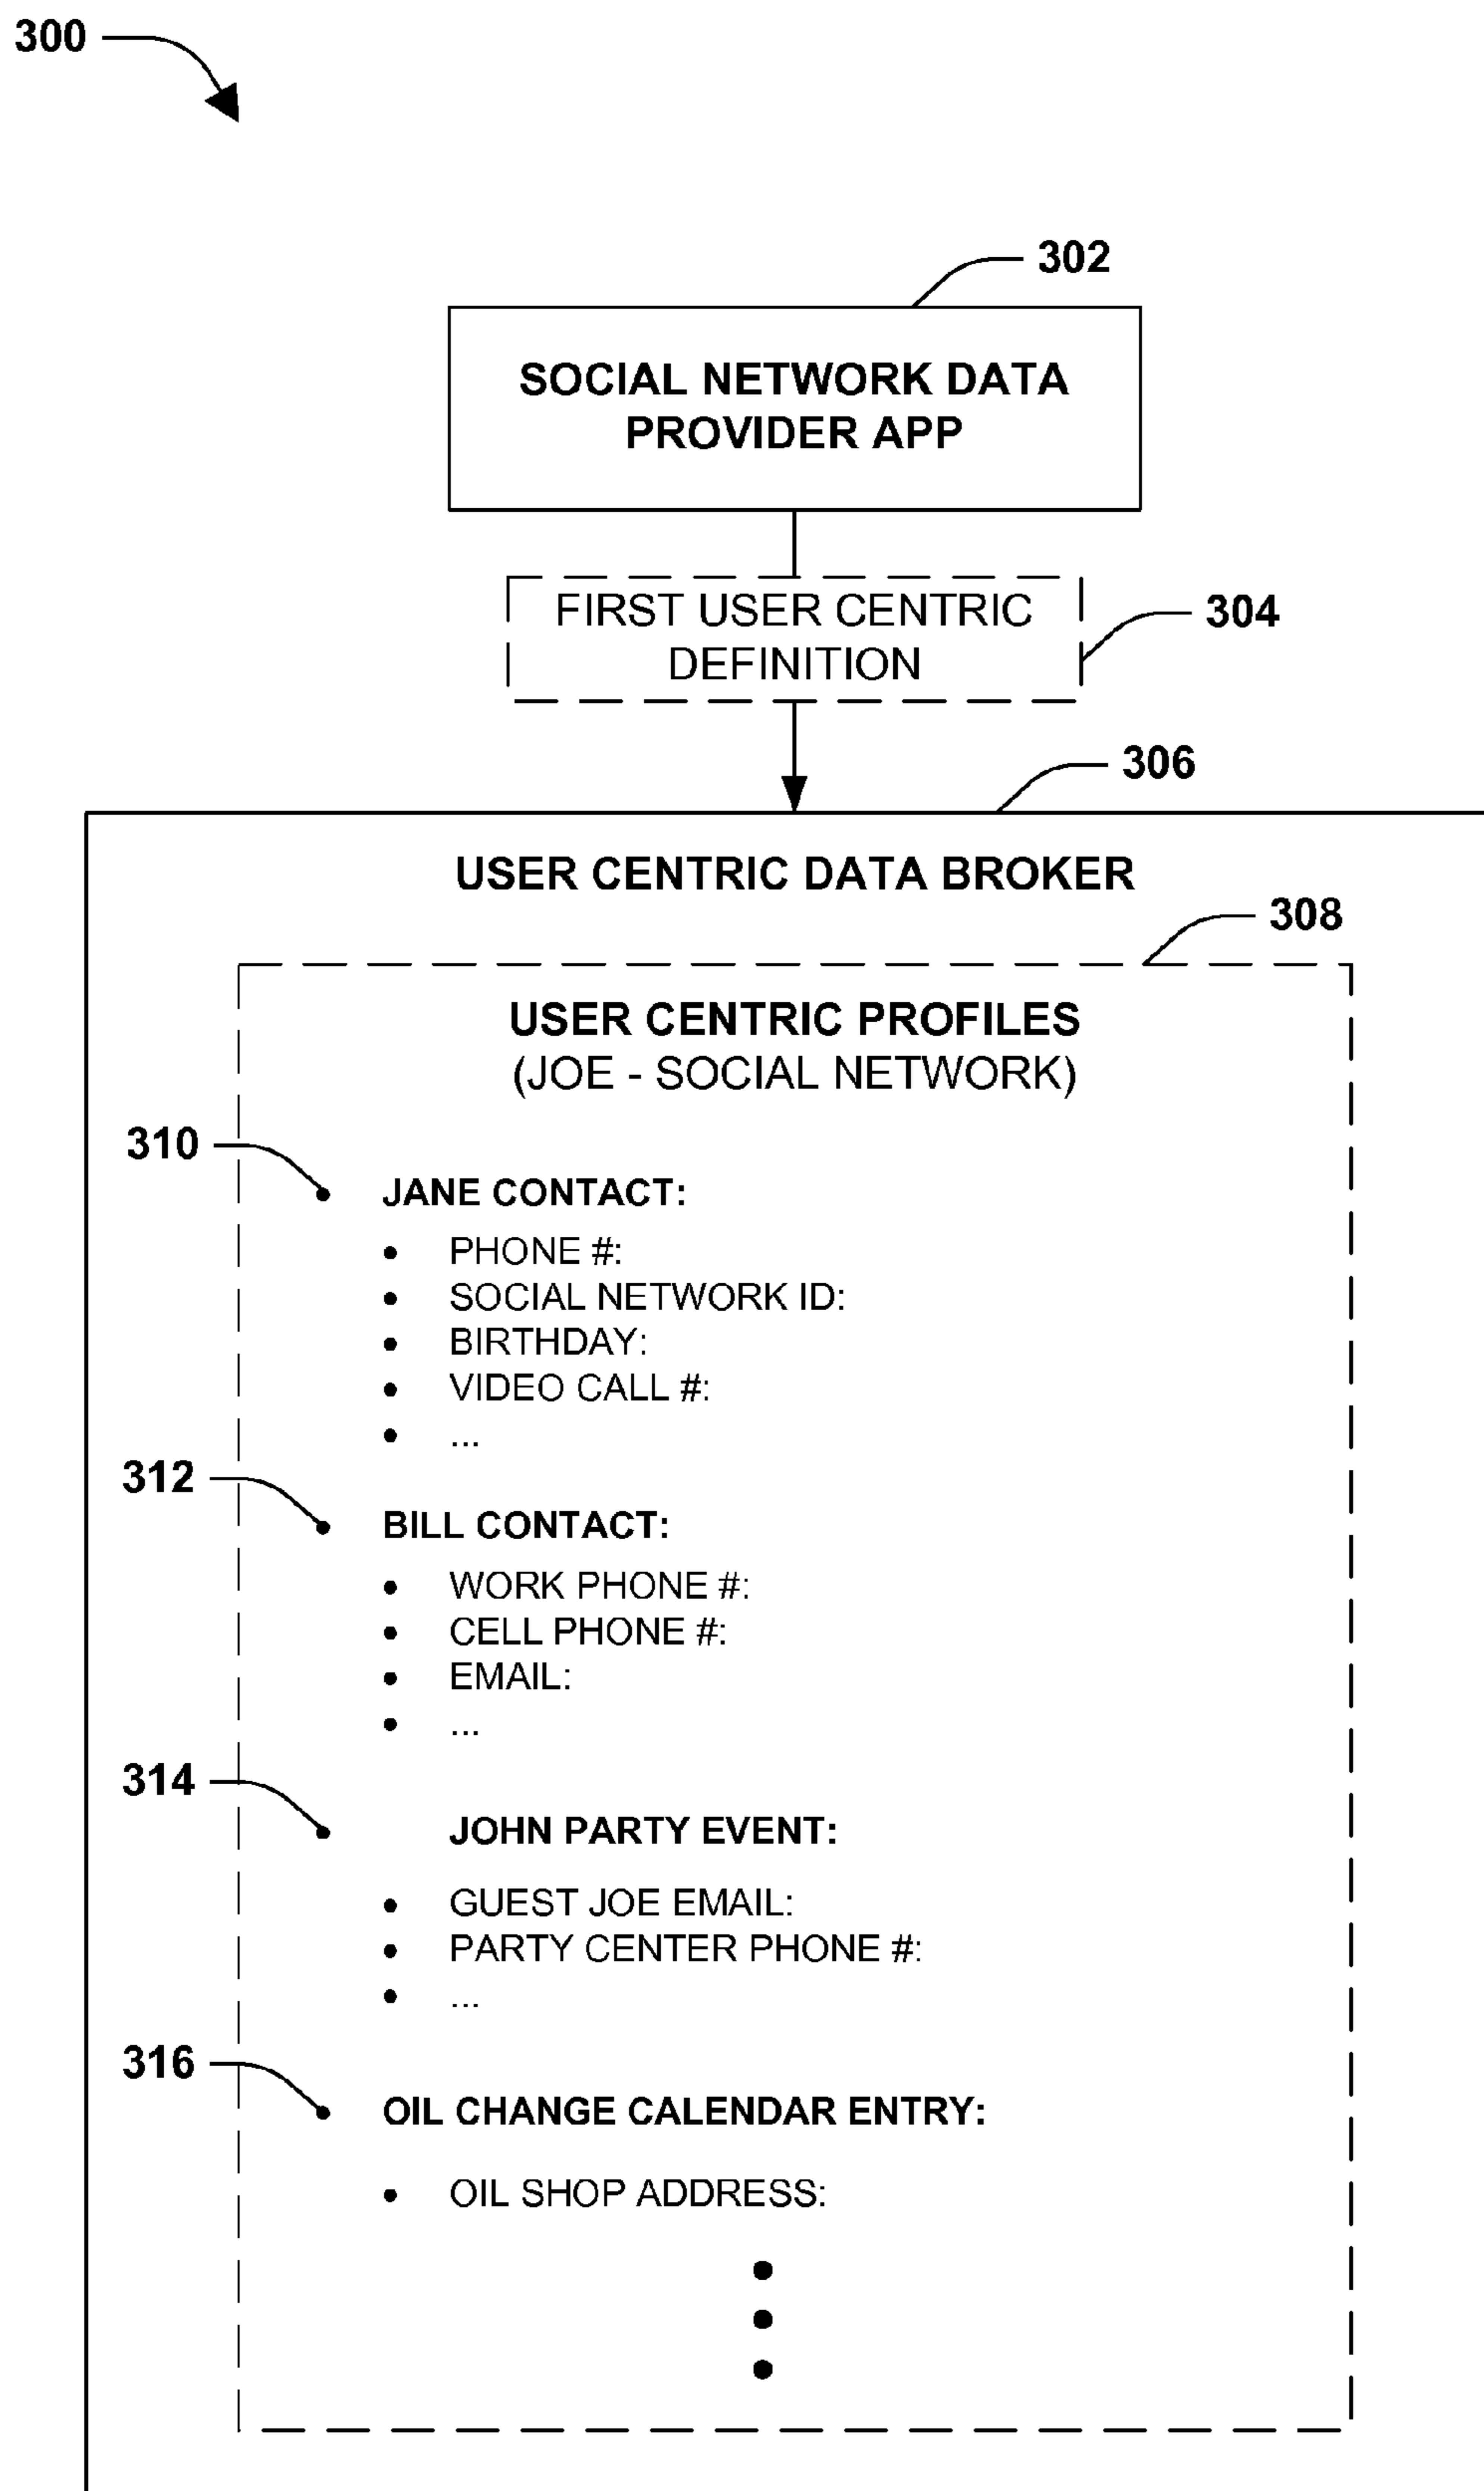 300
302
SOCIAL NETWORK DATA
PROVIDER APP
FIRST USER CENTRIC
DEFINITION
304
306
USER CENTRIC DATA BROKER
308
USER CENTRIC PROFILES
(JOE - SOCIAL NETWORK)
310
• JANE CONTACT:
• PHONE #:
• SOCIAL NETWORK ID:
• BIRTHDAY:
• VIDEO CALL #:
• ...
312
• BILL CONTACT:
• WORK PHONE #:
• CELL PHONE #:
• EMAIL:
• ...
314
• JOHN PARTY EVENT:
• GUEST JOE EMAIL:
• PARTY CENTER PHONE #:
• ...
316
• OIL CHANGE CALENDAR ENTRY:
• OIL SHOP ADDRESS: